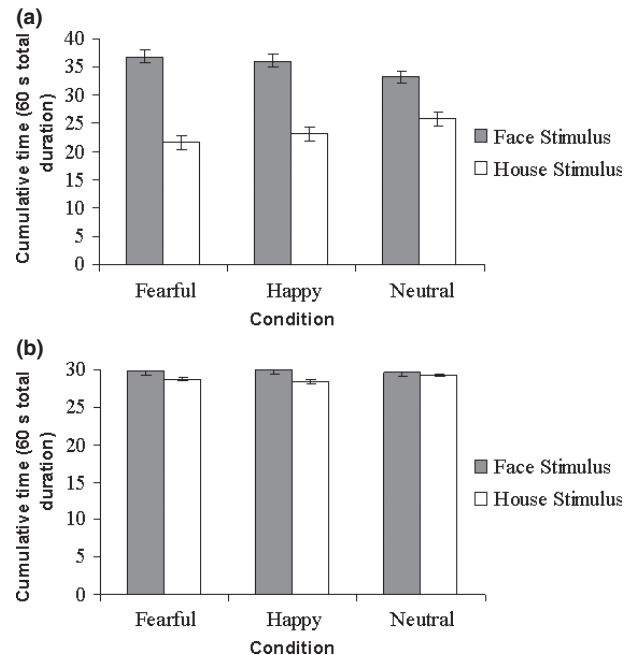 (a)
Cumulative time (60 s total
duration)
40
35
30
25
20
15
10
5
0
Fearful
Happy
Neutral
Condition
Face Stimulus
House Stimulus
(b)
Cumulative time (60 s total
duration)
30
25
20
15
10
5
0
Fearful
Happy
Neutral
Condition
Face Stimulus
House Stimulus